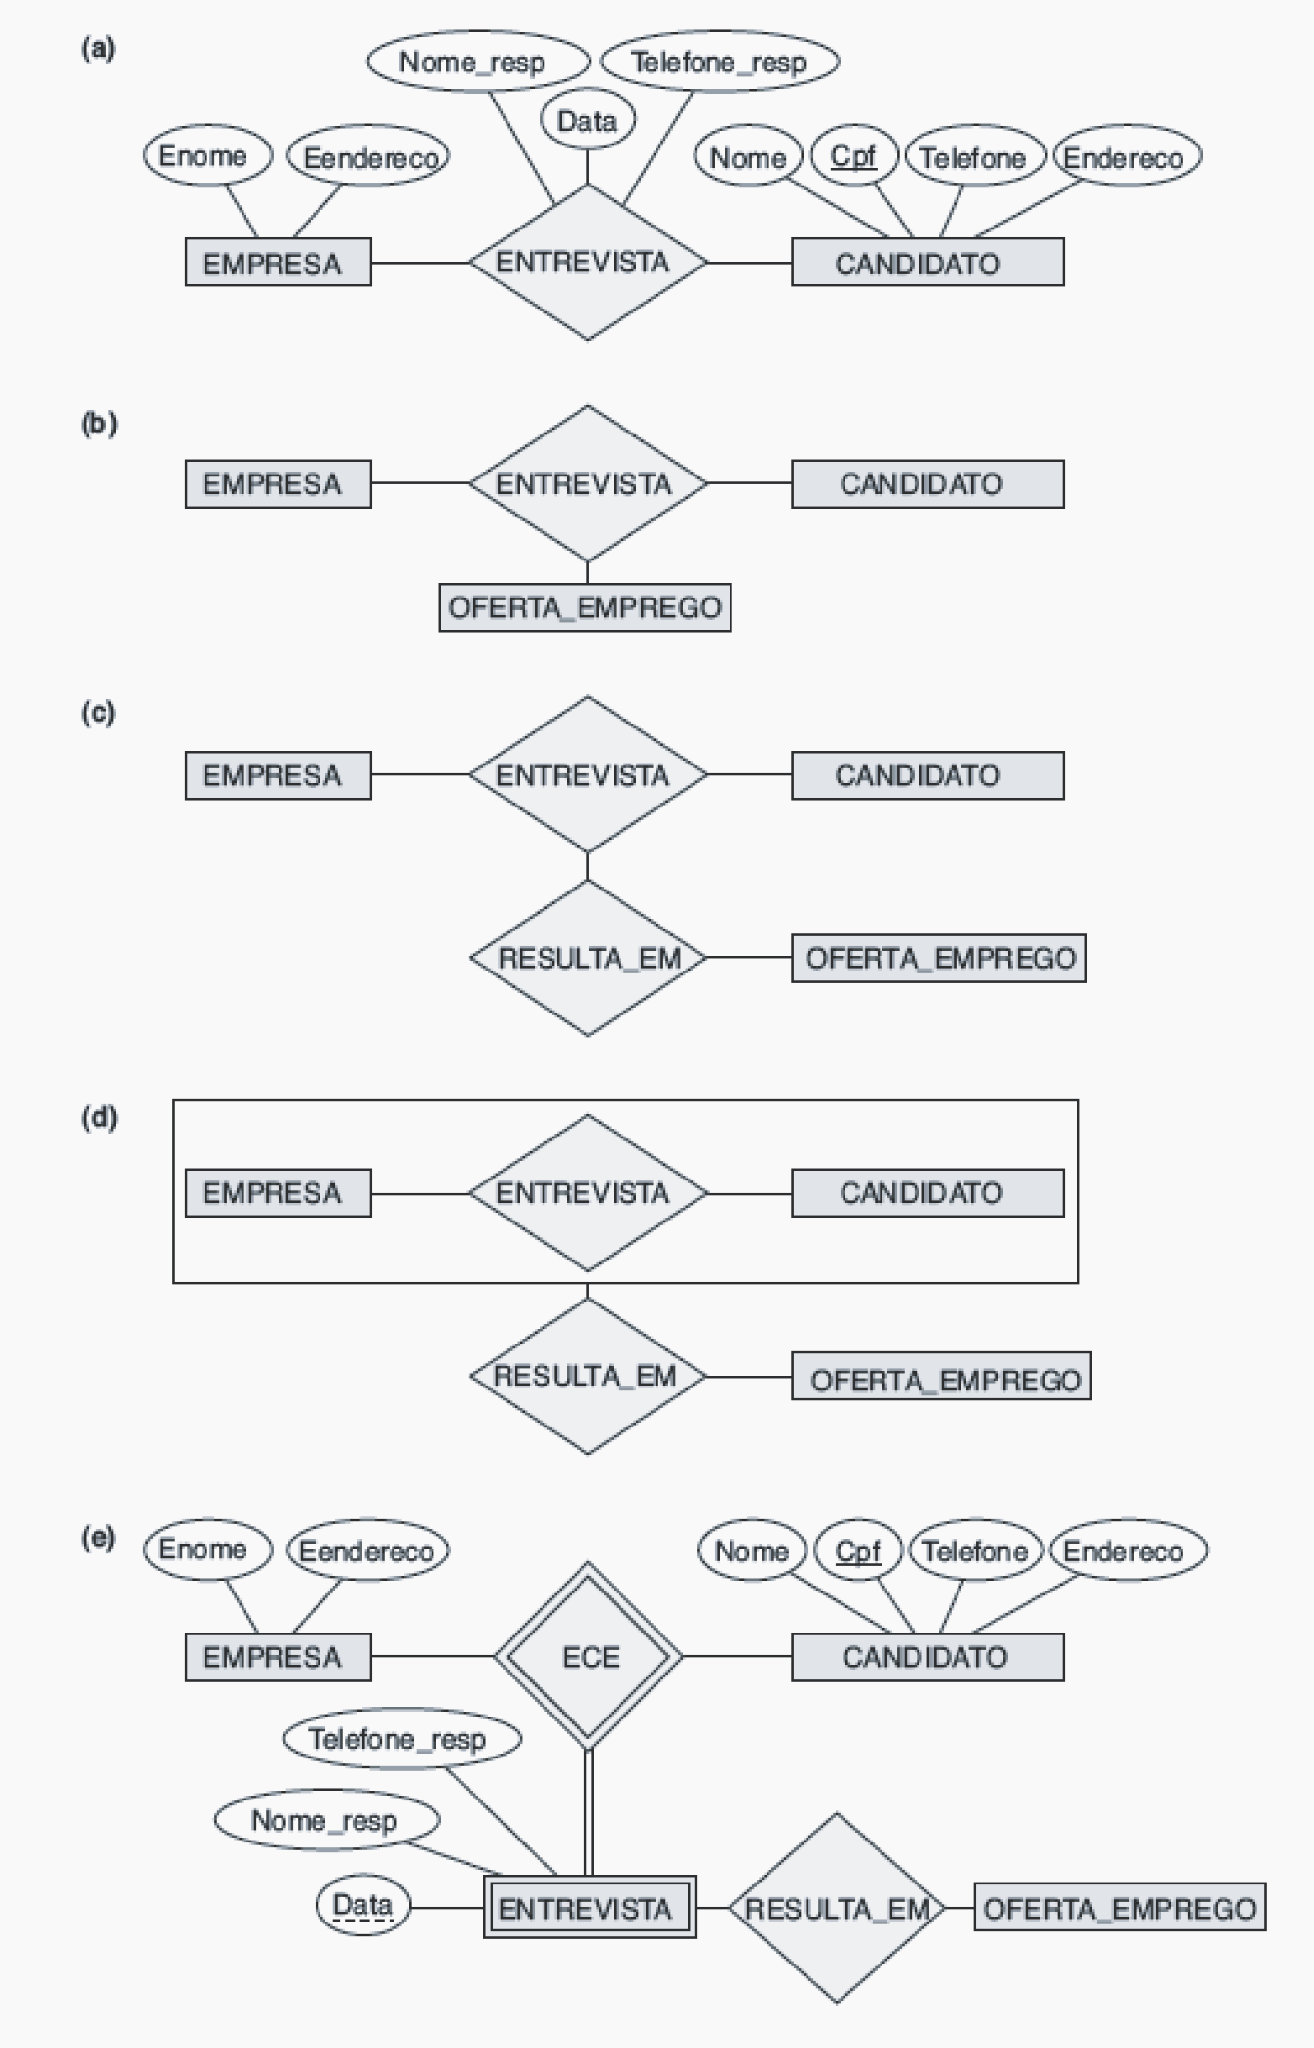 (a)
Nome_resp Telefone_resp
Data
Enome Eendereco Nome Cpf Telefone Endereco
EMPRESA ENTREVISTA CANDIDATO
(b)
EMPRESA ENTREVISTA CANDIDATO
OFERTA_EMPREGO
(c)
EMPRESA ENTREVISTA CANDIDATO
RESULTA_EM OFERTA_EMPREGO
(d)
EMPRESA ENTREVISTA CANDIDATO
RESULTA_EM OFERTA_EMPREGO
(e)
Enome Eendereco Nome Cpf Telefone Endereco
EMPRESA ECE CANDIDATO
Telefone_resp
Nome_resp
Data ENTREVISTA RESULTA_EM OFERTA_EMPREGO